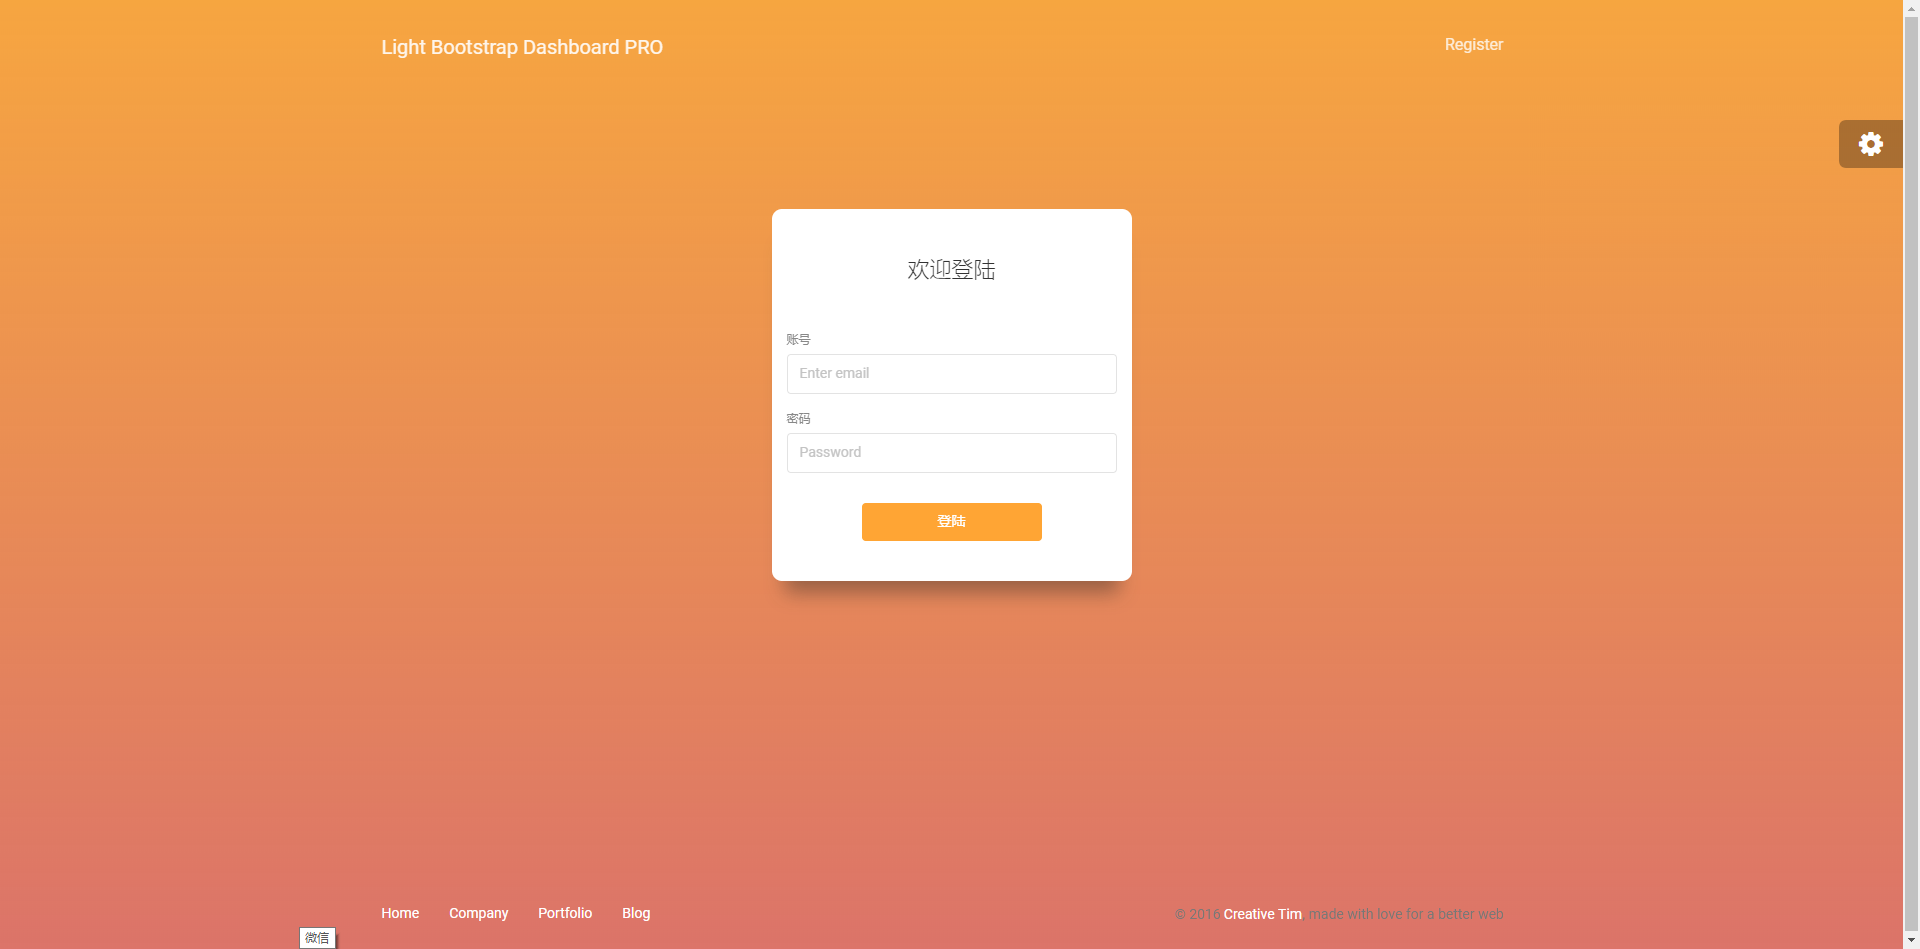 Light Bootstrap Dashboard PRO
Register
欢迎登陆
账号
Enter email
密码
Password
登陆
Home Company Portfolio Blog
© 2016 Creative Tim, made with love for a better web
微信